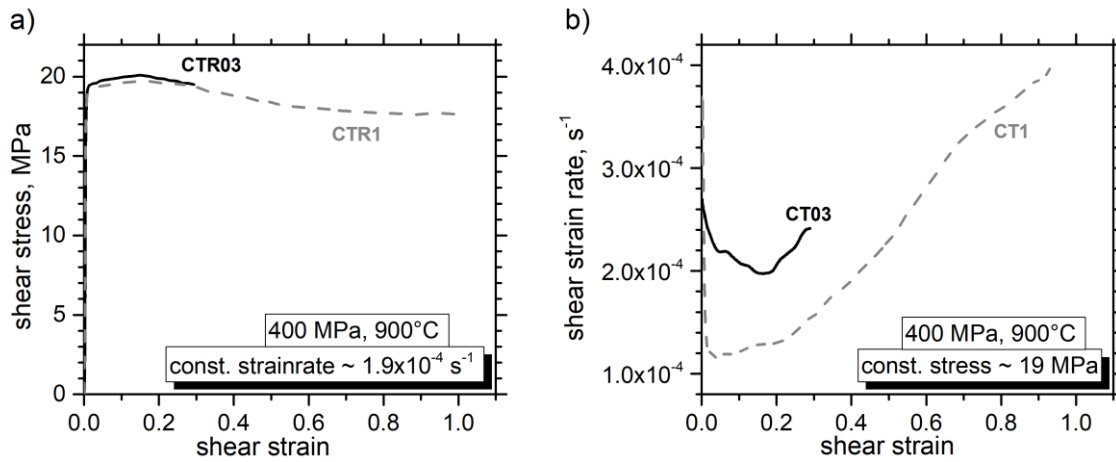 a)
shear stress, MPa
20
15
10
5
0
CTR03
CTR1
400 MPa, 900°C
const. strainrate ~ 1.9x10⁻⁴ s⁻¹
0.0 0.2 0.4 0.6 0.8 1.0
shear strain
b)
shear strain rate, s⁻¹
4.0x10⁻⁴
3.0x10⁻⁴
2.0x10⁻⁴
1.0x10⁻⁴
CT1
CT03
400 MPa, 900°C
const. stress ~ 19 MPa
0.0 0.2 0.4 0.6 0.8 1.0
shear strain